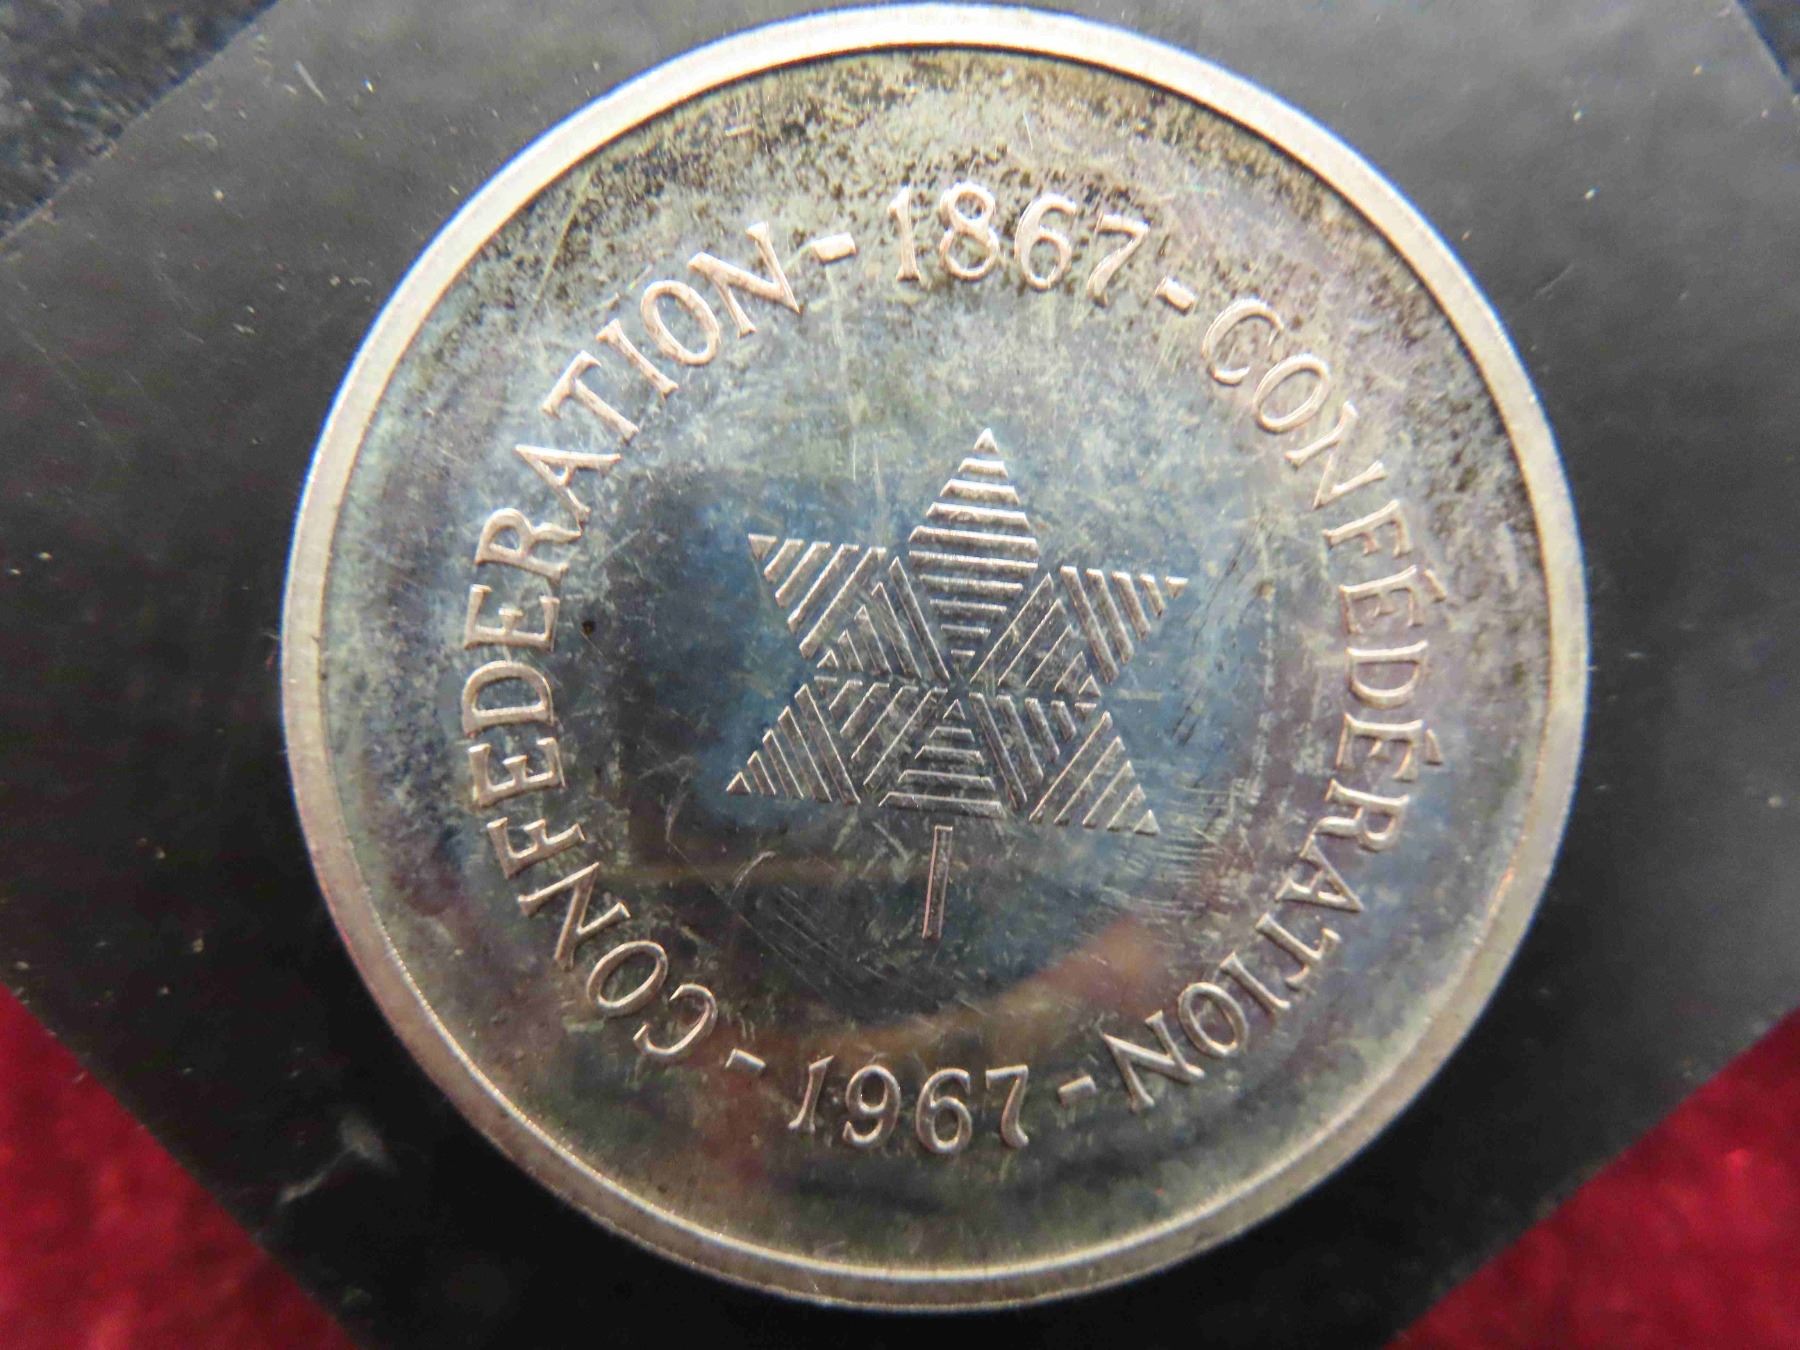 CONFEDERATION - 1867 - CONFÉDÉRATION - 1967 -